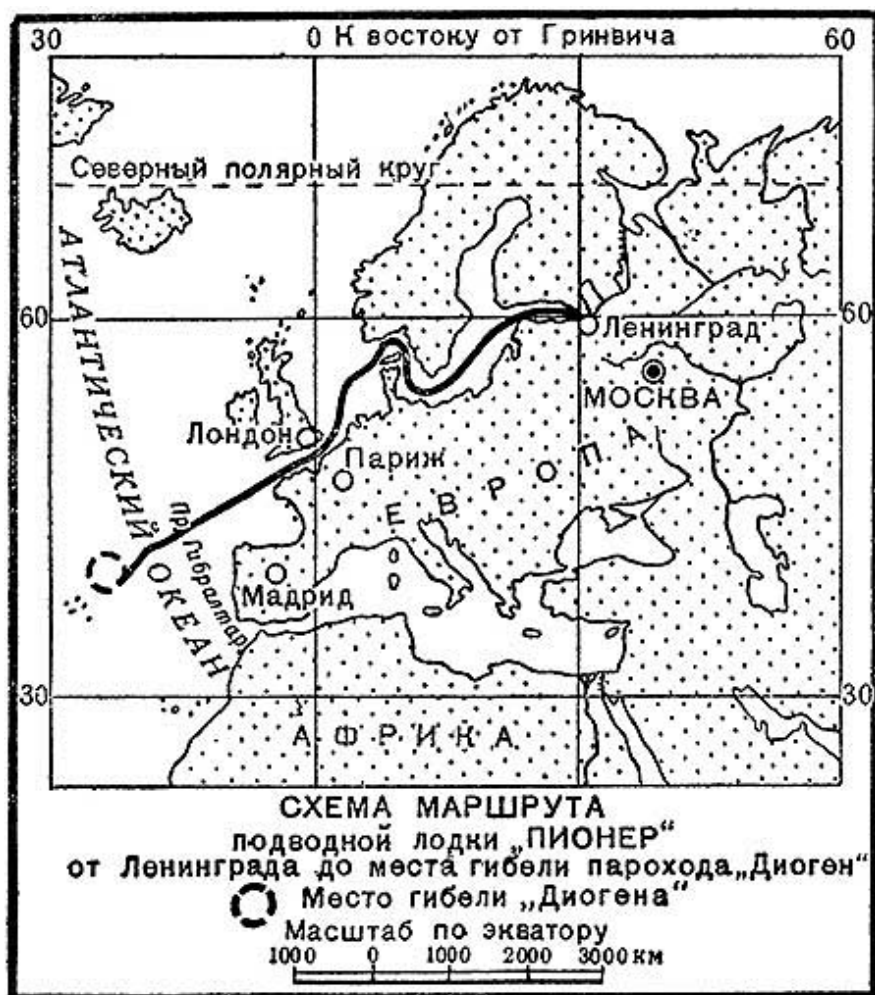 30 0 К востоку от Гринвича 60
Северный полярный круг
АТЛАНТИЧЕСКИЙ ОКЕАН
60 60
Ленинград
МОСКВА
Лондон
Париж
ЕВРОПА
Пр. Гибралтар
Мадрид
30 30
АФРИКА
СХЕМА МАРШРУТА
подводной лодки „ПИОНЕР“
от Ленинграда до места гибели парохода „Диоген“
Место гибели „Диогена“
Масштаб по экватору
1000 0 1000 2000 3000 км